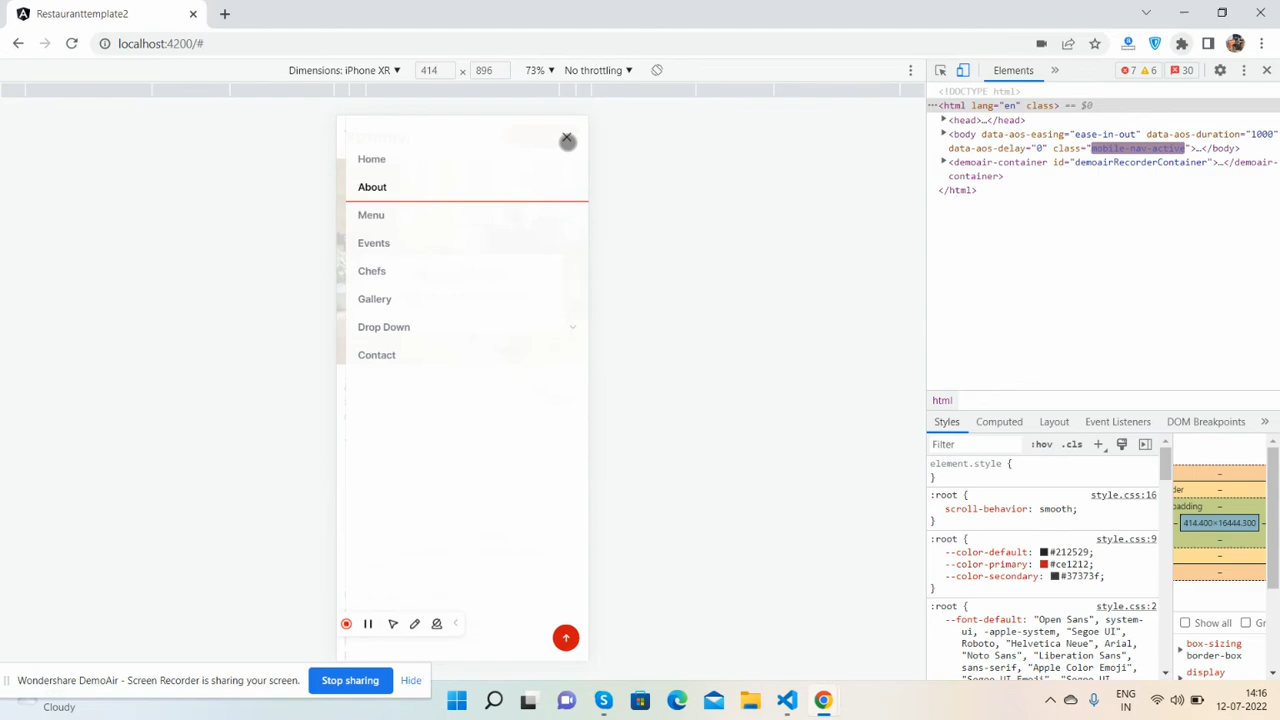 Restauranttemplate2
localhost:4200/#
Dimensions: iPhone XR 414 x 896 73% No throttling
Elements 7 6 30
Home
About
Menu
Events
Chefs
Gallery
Drop Down
Contact
<!DOCTYPE html>
<html lang="en" class> == $0
<head>…</head>
<body data-aos-easing="ease-in-out" data-aos-duration="1000"
data-aos-delay="0" class="mobile-nav-active">…</body>
<demoair-container id="demoairRecorderContainer">…</demoair-
container>
</html>
html
Styles Computed Layout Event Listeners DOM Breakpoints
Filter :hov .cls
element.style {
}
:root { style.css:16
scroll-behavior: smooth;
}
:root { style.css:9
--color-default: #212529;
--color-primary: #ce1212;
--color-secondary: #37373f;
}
:root { style.css:2
--font-default: "Open Sans", system-
ui, -apple-system, "Segoe UI",
Roboto, "Helvetica Neue", Arial,
"Noto Sans", "Liberation Sans",
sans-serif, "Apple Color Emoji",
padding
414.400×16444.300
Show all
box-sizing
border-box
display
Wondershare DemoAir - Screen Recorder is sharing your screen. Stop sharing Hide
Cloudy
ENG
IN
14:16
12-07-2022